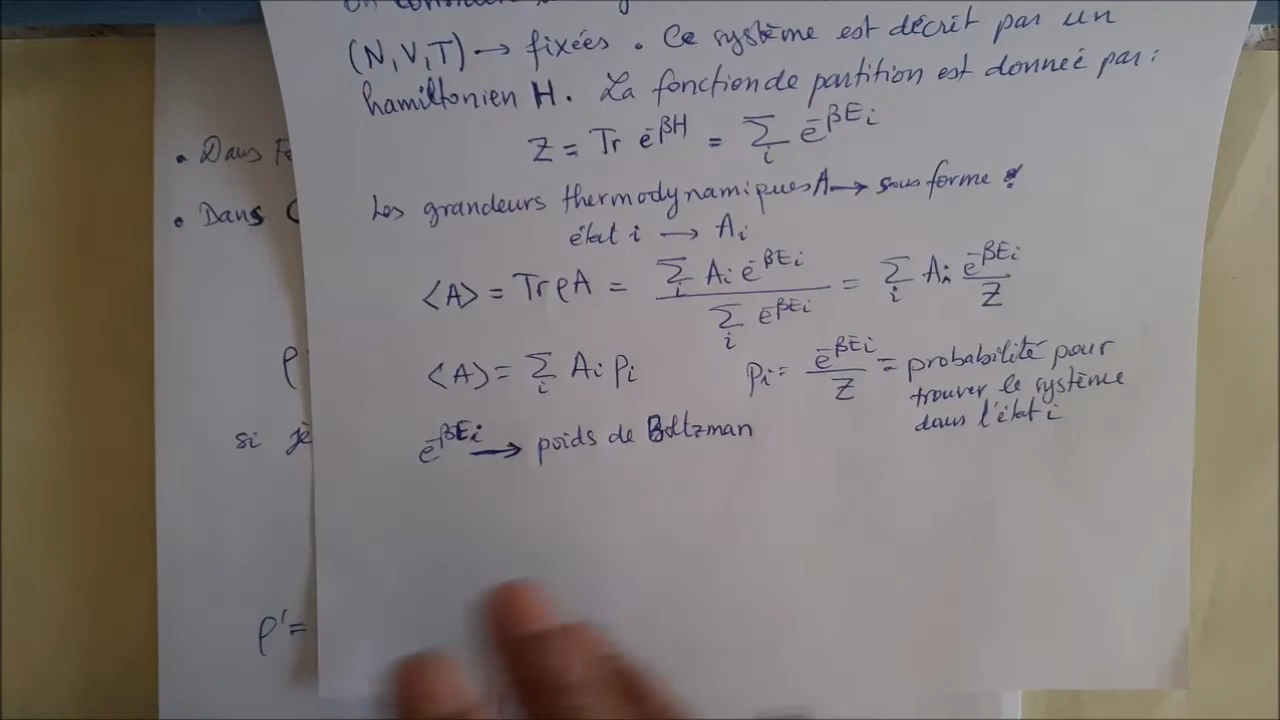 (N,V,T) → fixées. Ce système est décrit par un
hamiltonien H. La fonction de partition est donnée par :
Z = Tr e^{-βH} = Σ_i e^{-βE_i}
Les grandeurs thermodynamiques A → sous forme :
état i → A_i
⟨A⟩ = Tr ρA = (Σ_i A_i e^{-βE_i}) / (Σ_i e^{-βE_i}) = Σ_i A_i e^{-βE_i}/Z
⟨A⟩ = Σ_i A_i p_i    p_i = e^{-βE_i}/Z = probabilité pour
trouver le système
dans l'état i
e^{-βE_i} → poids de Boltzman
• Dans
• Dans
ρ
si
ρ' =